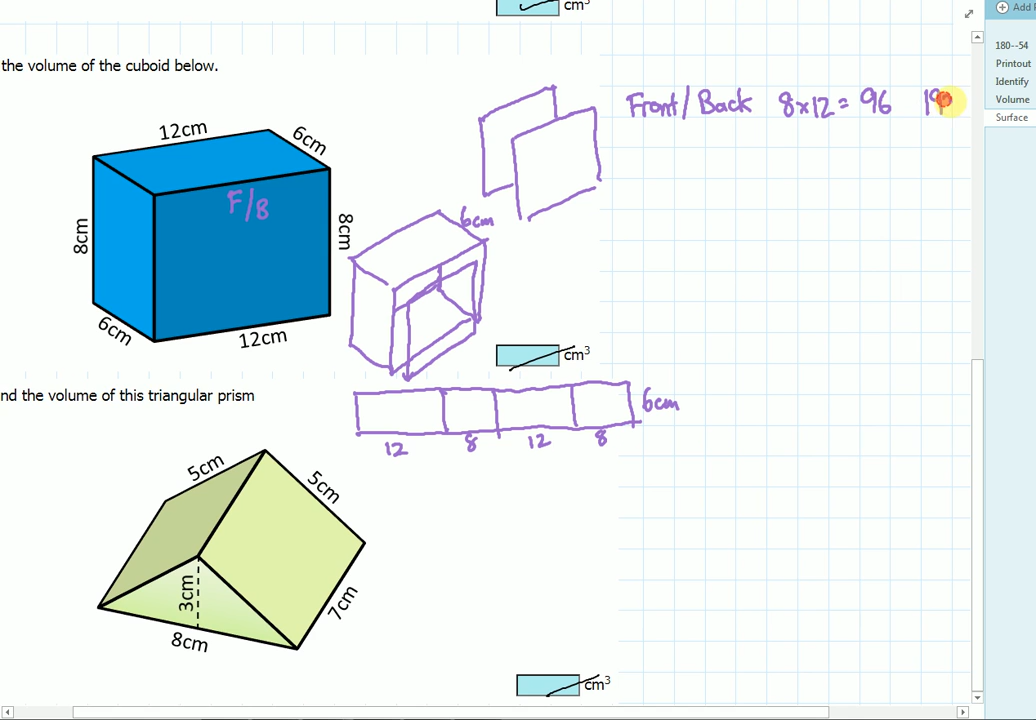 cm³
Add P
180--54
Printout
Identify
Volume
Surface
the volume of the cuboid below.
Front/Back 8x12=96
12cm
6cm
F/B
8cm
8cm
6cm
6cm
12cm
cm³
nd the volume of this triangular prism
6cm
12 8 12 8
5cm
5cm
3cm
7cm
8cm
cm³